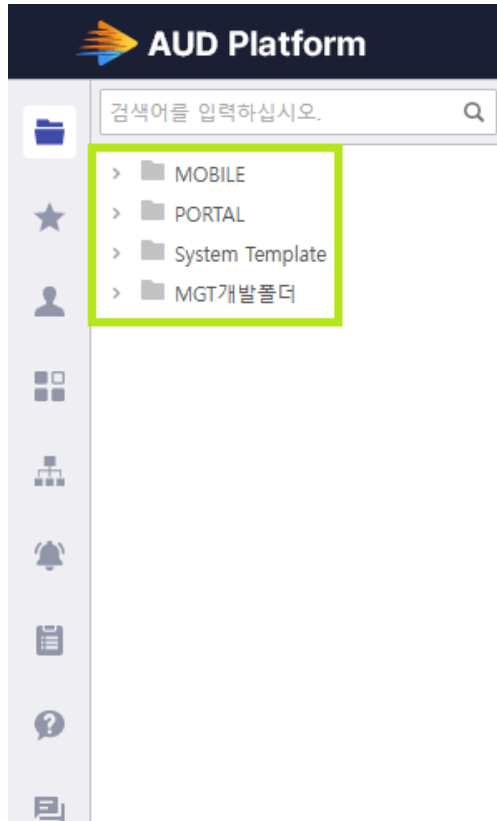 AUD Platform
검색어를 입력하십시오.
MOBILE
PORTAL
System Template
MGT개발폴더